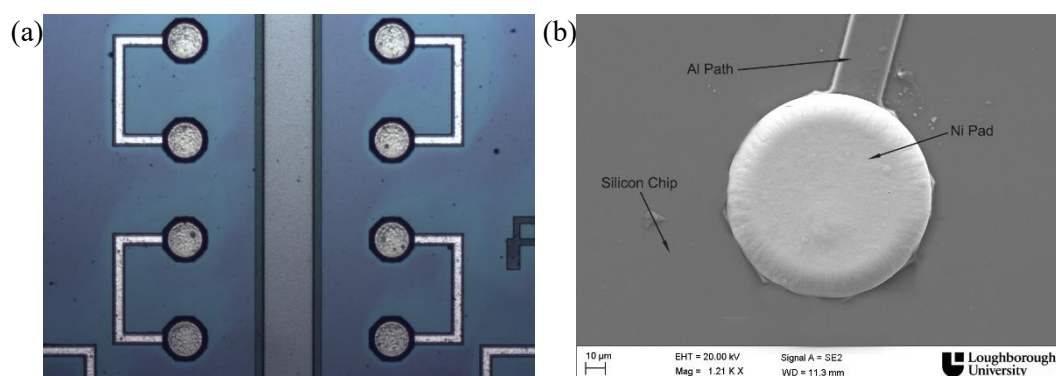 (a)
(b)
Al Path
Ni Pad
Silicon Chip
10 µm
EHT = 20.00 kV
Signal A = SE2
Mag = 1.21 K X
WD = 11.3 mm
Loughborough
University